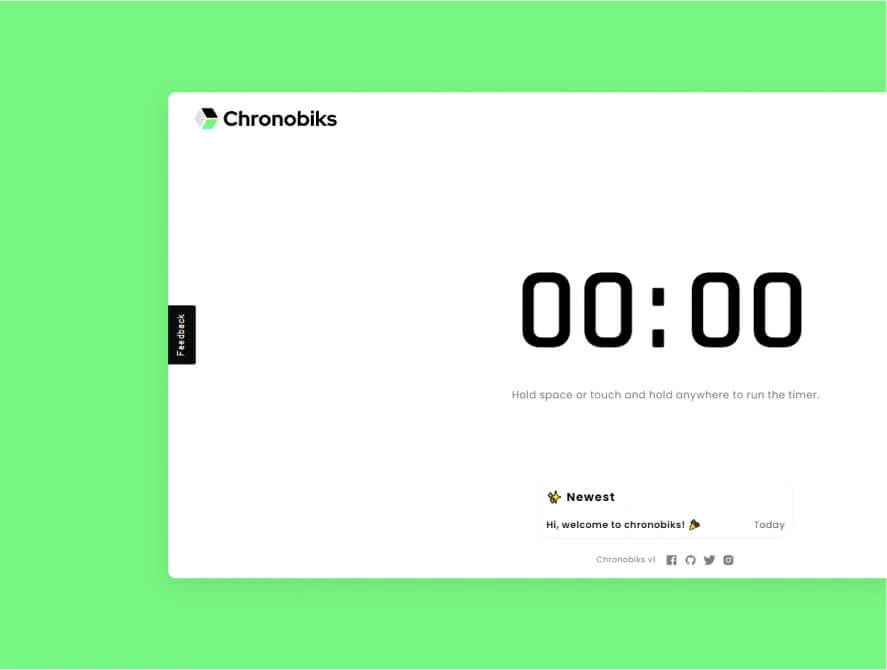 Chronobiks
00:00
Feedback
Hold space or touch and hold anywhere to run the timer.
Newest
Hi, welcome to chronobiks! Today
Chronobiks v1